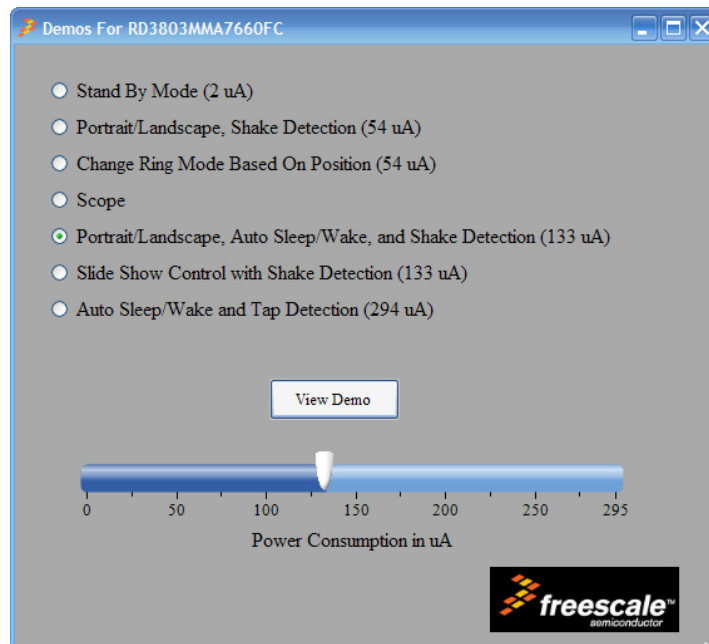 Demos For RD3803MMA7660FC
Stand By Mode (2 uA)
Portrait/Landscape, Shake Detection (54 uA)
Change Ring Mode Based On Position (54 uA)
Scope
Portrait/Landscape, Auto Sleep/Wake, and Shake Detection (133 uA)
Slide Show Control with Shake Detection (133 uA)
Auto Sleep/Wake and Tap Detection (294 uA)
View Demo
0 50 100 150 200 250 295
Power Consumption in uA
freescale™
semiconductor